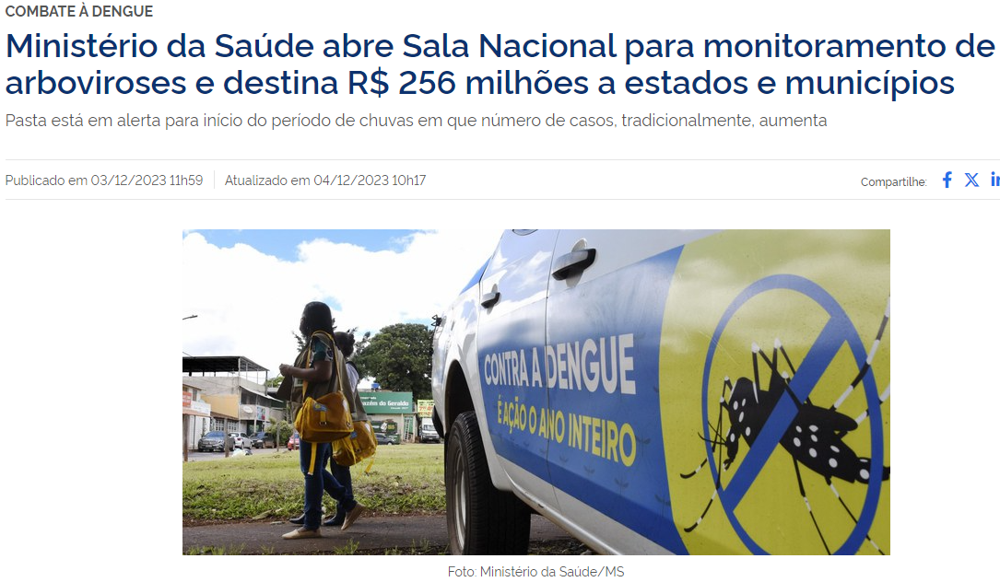 COMBATE À DENGUE
Ministério da Saúde abre Sala Nacional para monitoramento de
arboviroses e destina R$ 256 milhões a estados e municípios
Pasta está em alerta para início do período de chuvas em que número de casos, tradicionalmente, aumenta
Publicado em 03/12/2023 11h59
Atualizado em 04/12/2023 10h17
Compartilhe:
CONTRA A DENGUE
É AÇÃO O ANO INTEIRO
do Geraldo
Foto: Ministério da Saúde/MS